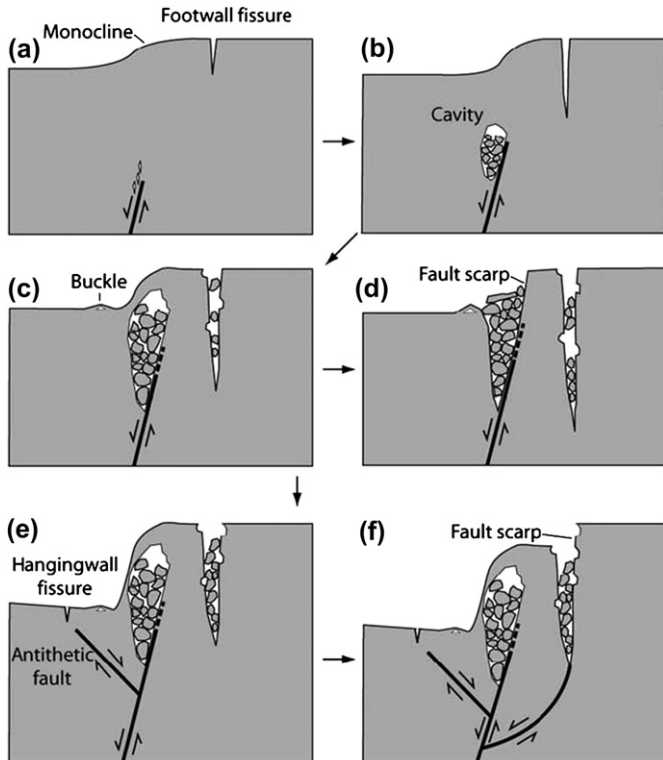 Footwall fissure
Monocline
(a)
(b)
Cavity
(c)
Buckle
Fault scarp
(d)
(e)
Hangingwall
fissure
Antithetic
fault
Fault scarp
(f)